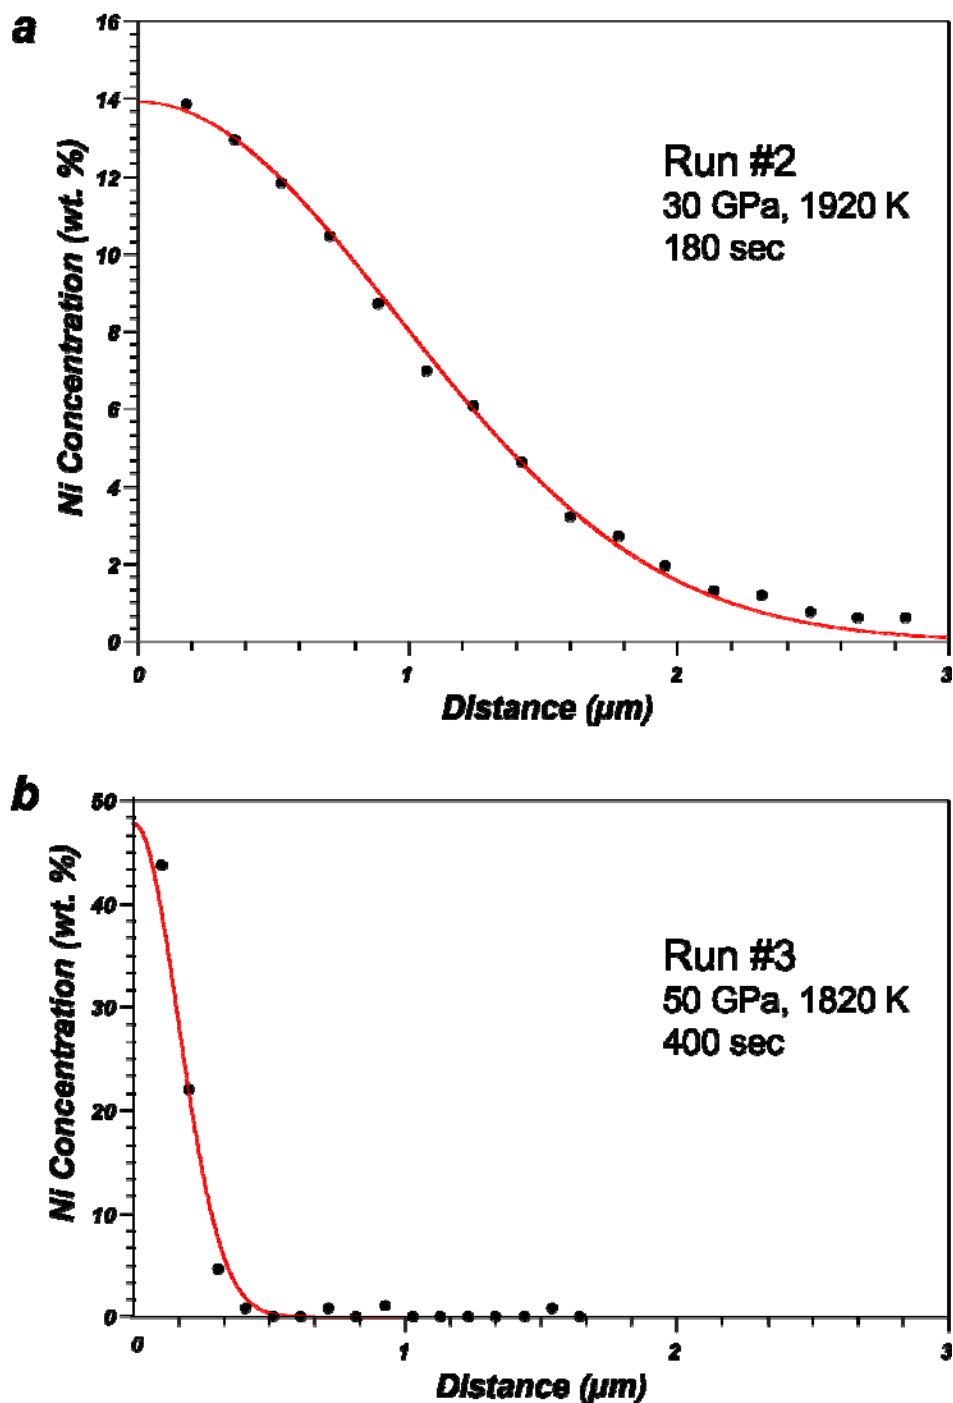 a
16
14
12
10
8
6
4
2
0
Ni Concentration (wt. %)
Run #2
30 GPa, 1920 K
180 sec
0 1 2 3
Distance (μm)
b
50
40
30
20
10
0
Ni Concentration (wt. %)
Run #3
50 GPa, 1820 K
400 sec
0 1 2 3
Distance (μm)